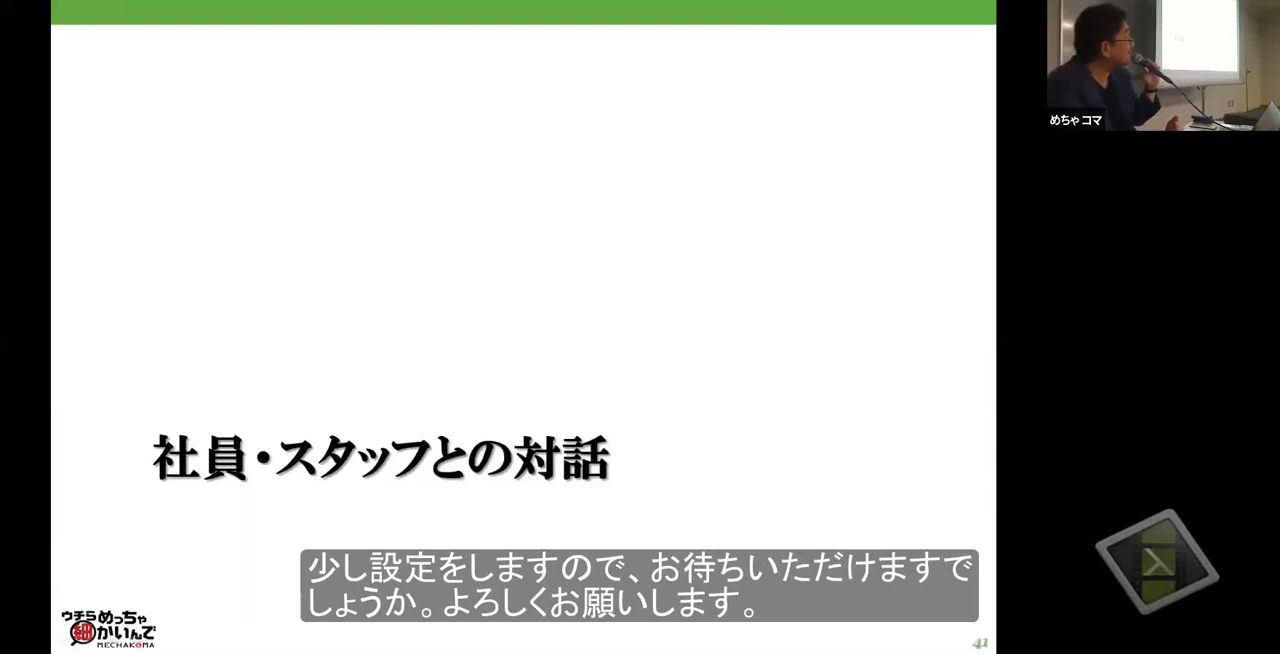 めちゃ コマ
社員・スタッフとの対話
少し設定をしますので、お待ちいただけますで
しょうか。よろしくお願いします。
ウチらめっちゃ
細かいんで
MECHAKOMA
41